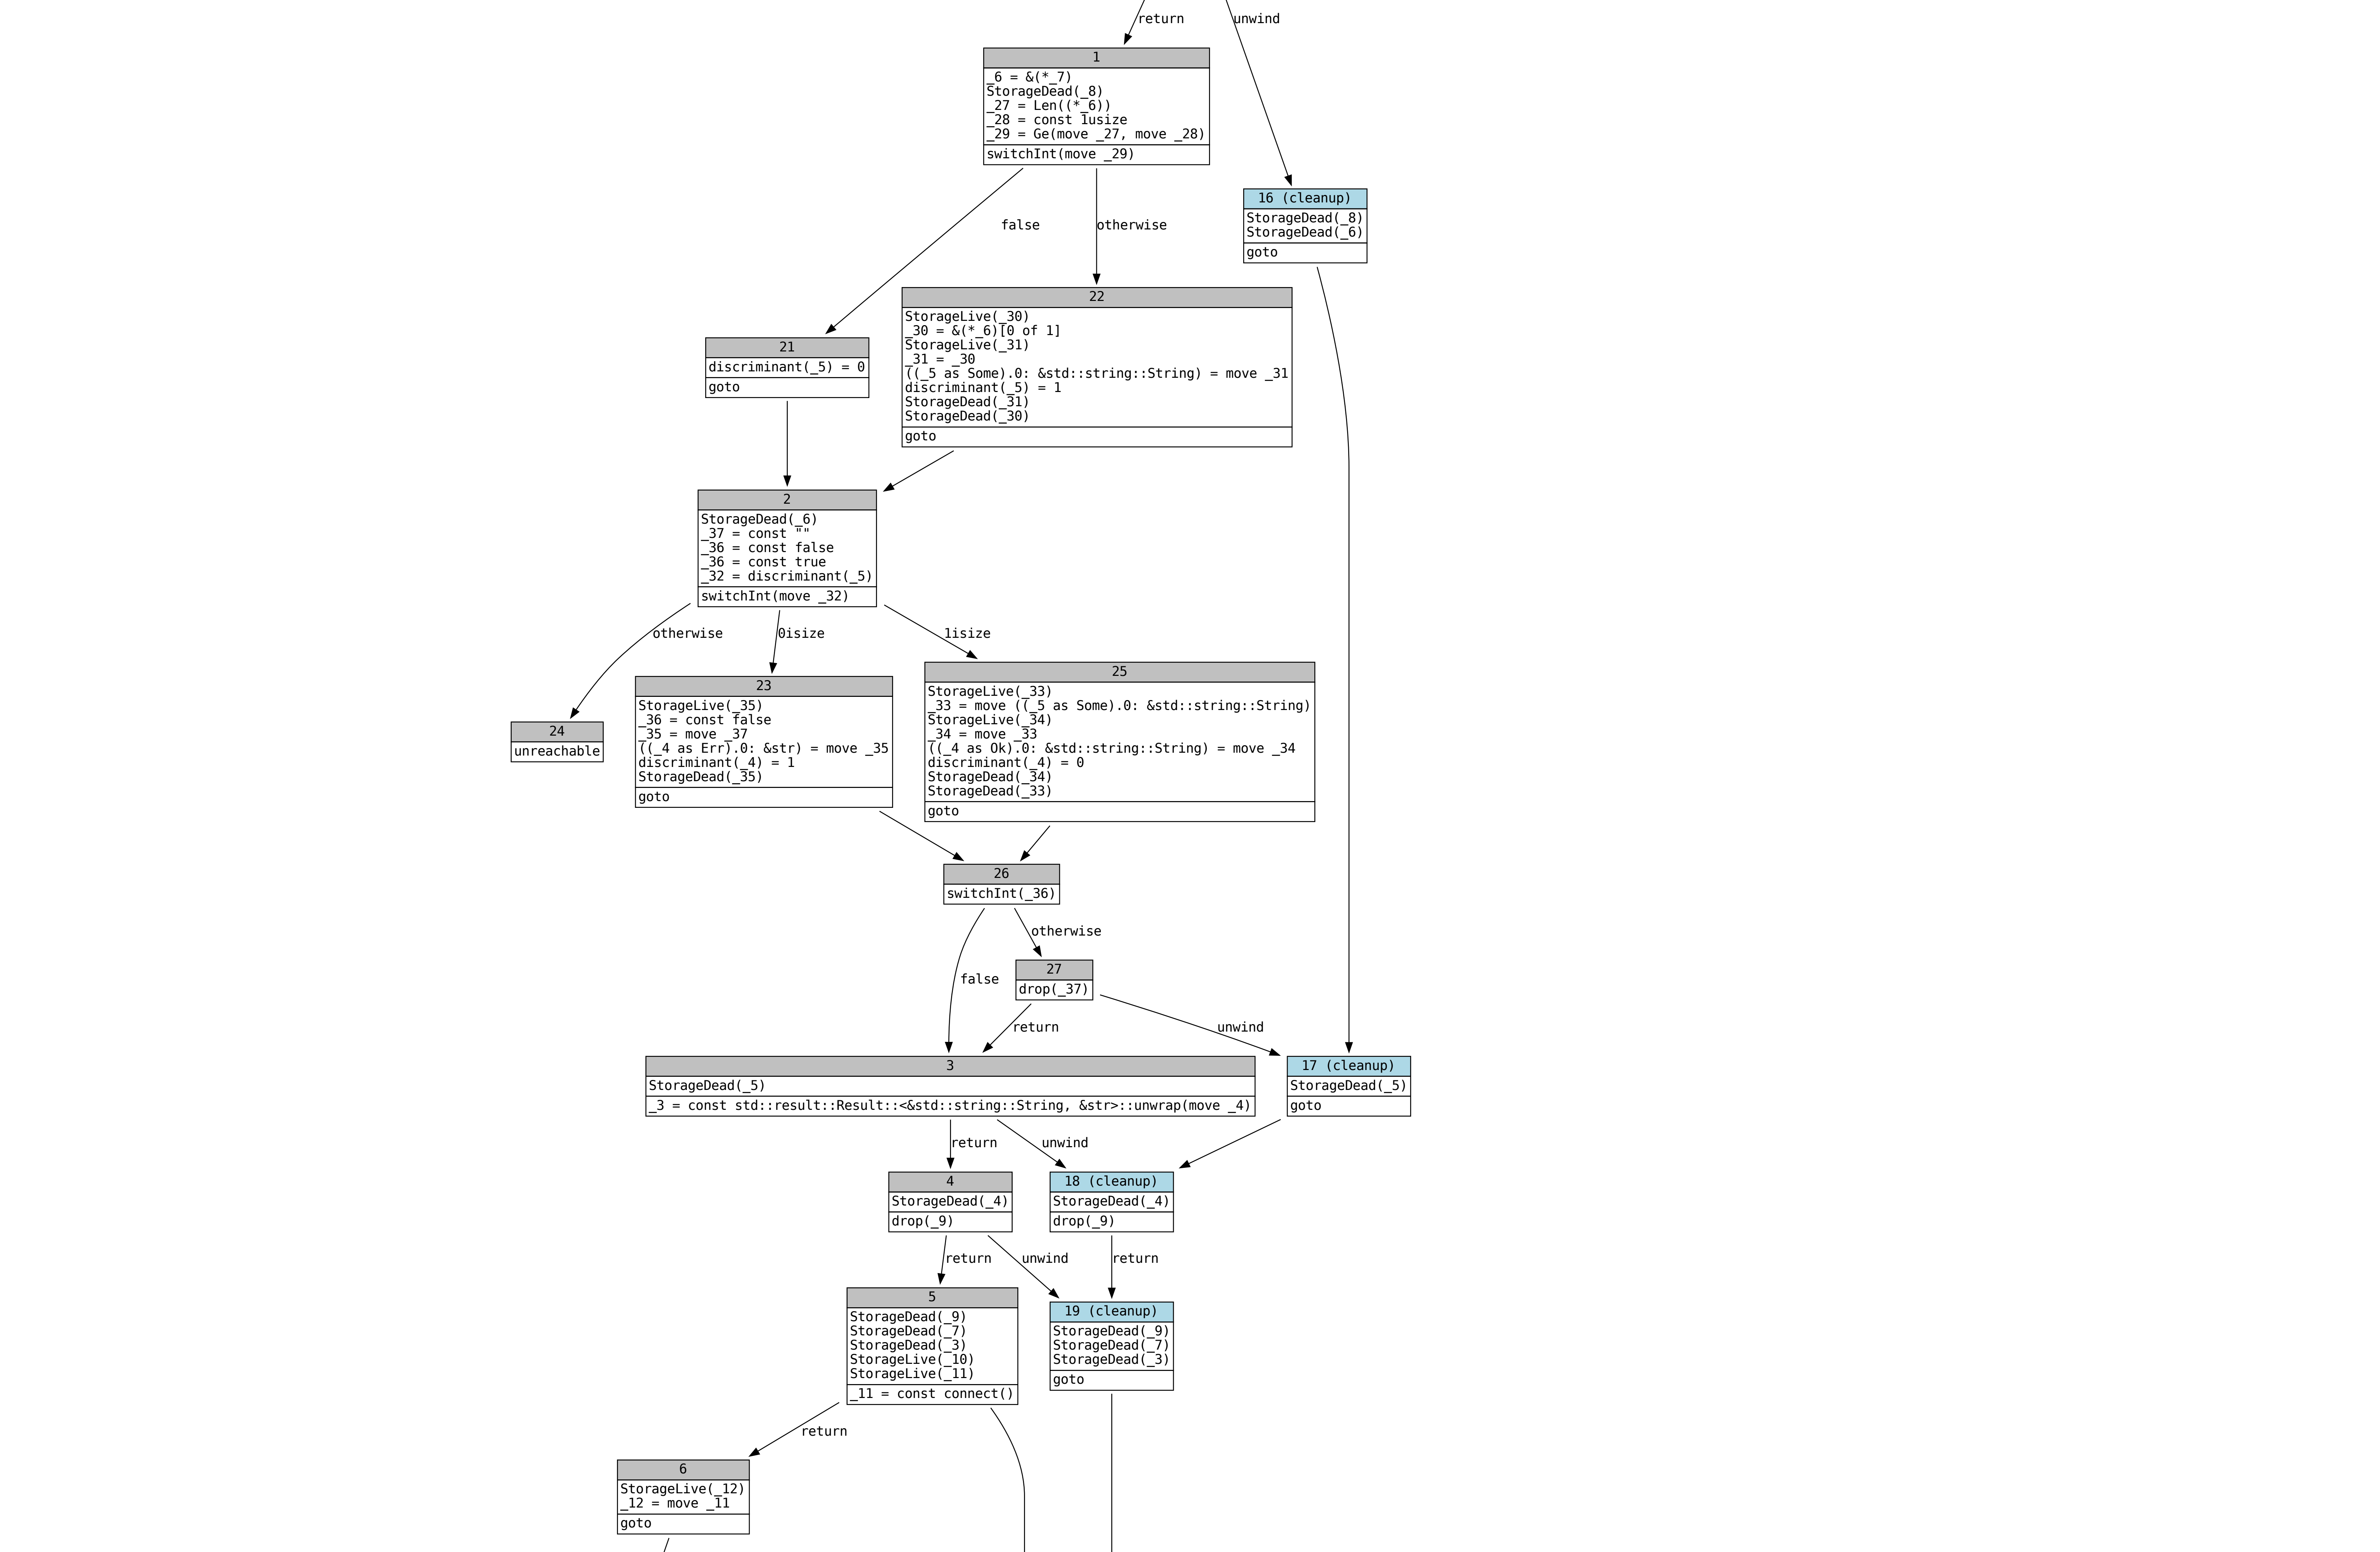 return
unwind
1
_6 = &(*_7)
StorageDead(_8)
_27 = Len((*_6))
_28 = const 1usize
_29 = Ge(move _27, move _28)
switchInt(move _29)
16 (cleanup)
StorageDead(_8)
StorageDead(_6)
goto
false
otherwise
22
StorageLive(_30)
_30 = &(*_6)[0 of 1]
StorageLive(_31)
_31 = _30
((_5 as Some).0: &std::string::String) = move _31
discriminant(_5) = 1
StorageDead(_31)
StorageDead(_30)
goto
21
discriminant(_5) = 0
goto
2
StorageDead(_6)
_37 = const ""
_36 = const false
_36 = const true
_32 = discriminant(_5)
switchInt(move _32)
otherwise
0isize
1isize
25
StorageLive(_33)
_33 = move ((_5 as Some).0: &std::string::String)
StorageLive(_34)
_34 = move _33
((_4 as Ok).0: &std::string::String) = move _34
discriminant(_4) = 0
StorageDead(_34)
StorageDead(_33)
goto
23
StorageLive(_35)
_36 = const false
_35 = move _37
((_4 as Err).0: &str) = move _35
discriminant(_4) = 1
StorageDead(_35)
goto
24
unreachable
26
switchInt(_36)
otherwise
false
27
drop(_37)
return
unwind
3
StorageDead(_5)
_3 = const std::result::Result::<&std::string::String, &str>::unwrap(move _4)
17 (cleanup)
StorageDead(_5)
goto
return
unwind
4
StorageDead(_4)
drop(_9)
18 (cleanup)
StorageDead(_4)
drop(_9)
return
unwind
return
5
StorageDead(_9)
StorageDead(_7)
StorageDead(_3)
StorageLive(_10)
StorageLive(_11)
_11 = const connect()
19 (cleanup)
StorageDead(_9)
StorageDead(_7)
StorageDead(_3)
goto
return
6
StorageLive(_12)
_12 = move _11
goto